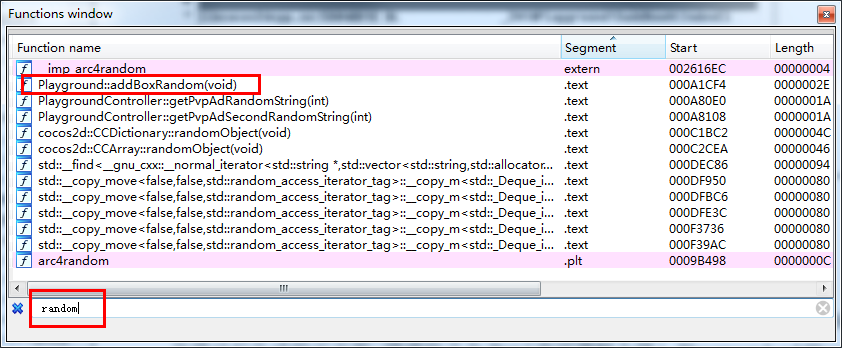 Functions window
Function name Segment Start Length
__imp_arc4random extern 002616EC 00000004
Playground::addBoxRandom(void) .text 000A1CF4 0000002E
PlaygroundController::getPvpAdRandomString(int) .text 000A80E0 0000001A
PlaygroundController::getPvpAdSecondRandomString(int) .text 000A8108 0000001A
cocos2d::CCDictionary::randomObject(void) .text 000C1BC2 0000004C
cocos2d::CCArray::randomObject(void) .text 000C2CEA 00000046
std::__find<__gnu_cxx::__normal_iterator<std::string *,std::vector<std::string,std::allocator... .text 000DEC86 00000094
std::__copy_move<false,false,std::random_access_iterator_tag>::__copy_m<std::_Deque_i... .text 000DF950 00000080
std::__copy_move<false,false,std::random_access_iterator_tag>::__copy_m<std::_Deque_i... .text 000DFBC6 00000080
std::__copy_move<false,false,std::random_access_iterator_tag>::__copy_m<std::_Deque_i... .text 000DFE3C 00000080
std::__copy_move<false,false,std::random_access_iterator_tag>::__copy_m<std::_Deque_i... .text 000F3736 00000080
std::__copy_move<false,false,std::random_access_iterator_tag>::__copy_m<std::_Deque_i... .text 000F39AC 00000080
arc4random .plt 0009B498 0000000C
random